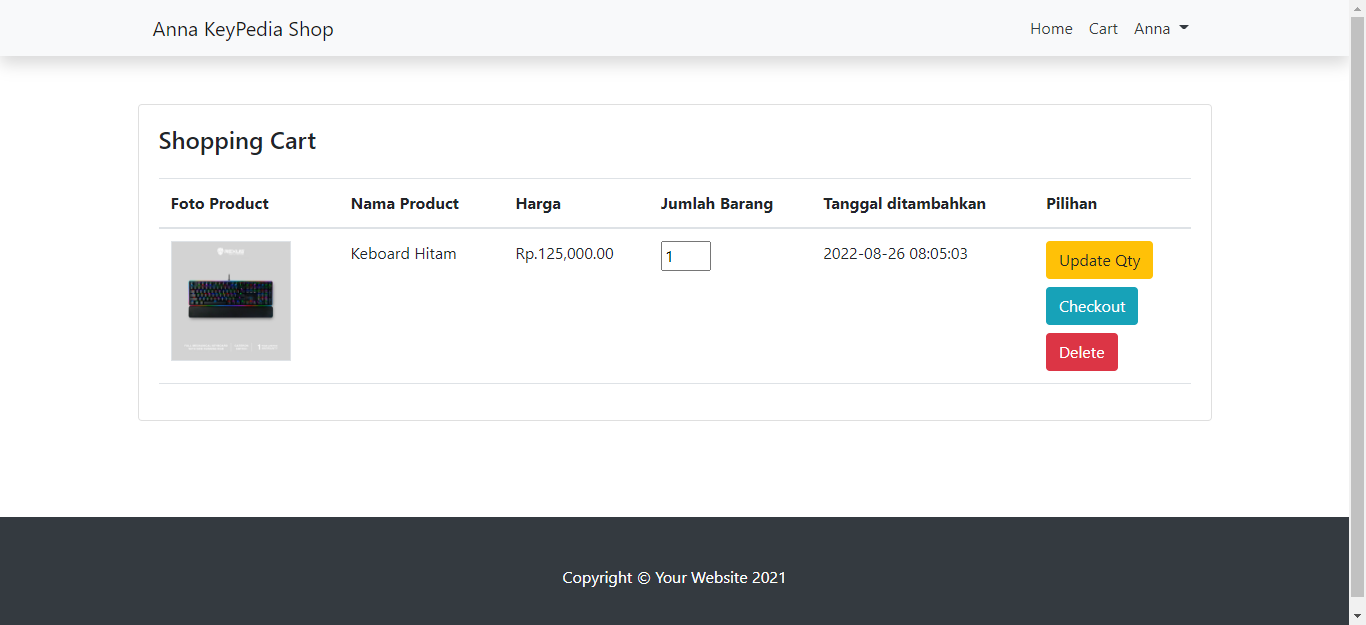 Anna KeyPedia Shop
Home Cart Anna
Shopping Cart
Foto Product Nama Product Harga Jumlah Barang Tanggal ditambahkan Pilihan
Keboard Hitam Rp.125,000.00 1 2022-08-26 08:05:03 Update Qty
Checkout
Delete
Copyright © Your Website 2021